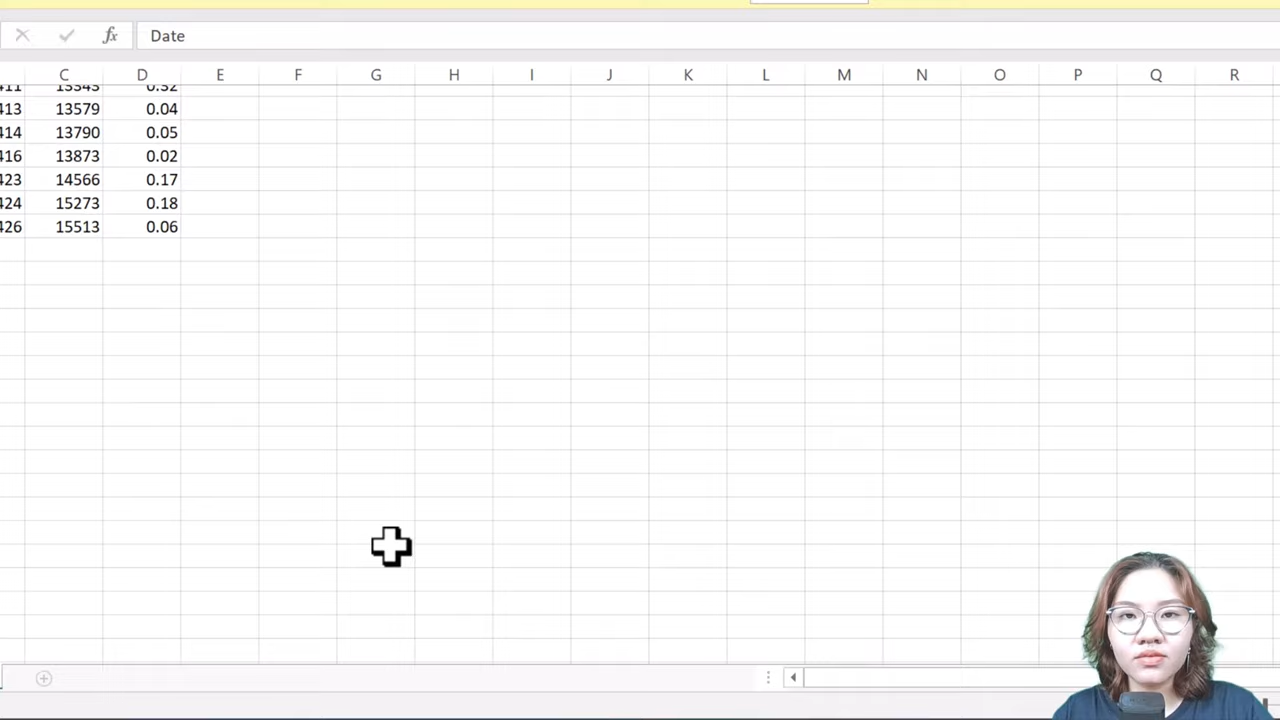 fx Date
C D E F G H I J K L M N O P Q R
413 13579 0.04
414 13790 0.05
416 13873 0.02
423 14566 0.17
424 15273 0.18
426 15513 0.06